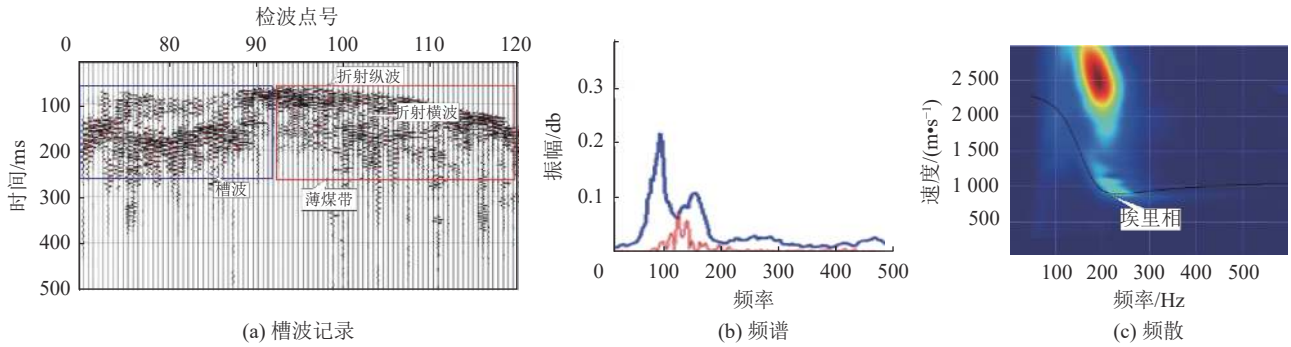 检波点号
0 80 90 100 110 120
折射纵波
折射横波
槽波
薄煤带
时间/ms
100
200
300
400
500
(a) 槽波记录
振幅/db
0.3
0.2
0.1
0 100 200 300 400 500
频率
(b) 频谱
速度/(m•s⁻¹)
2 500
2 000
1 500
1 000
500
埃里相
100 200 300 400 500
频率/Hz
(c) 频散